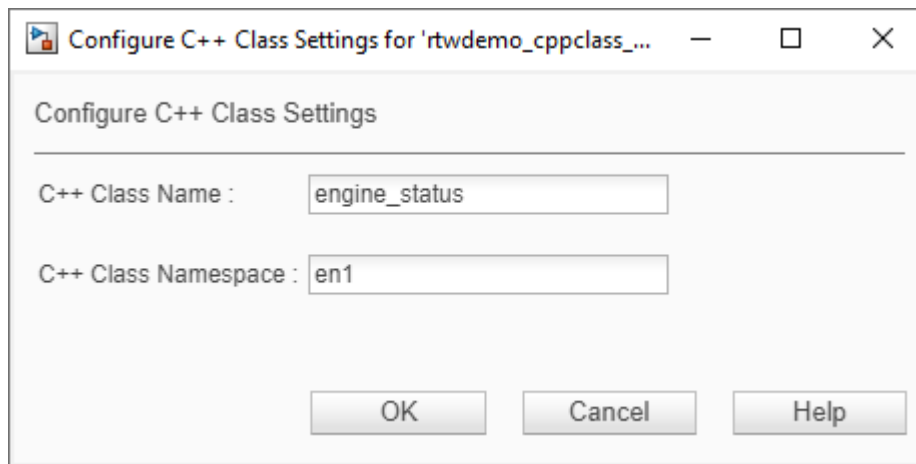 Configure C++ Class Settings for 'rtwdemo_cppclass_...
Configure C++ Class Settings
C++ Class Name : engine_status
C++ Class Namespace : en1
OK Cancel Help